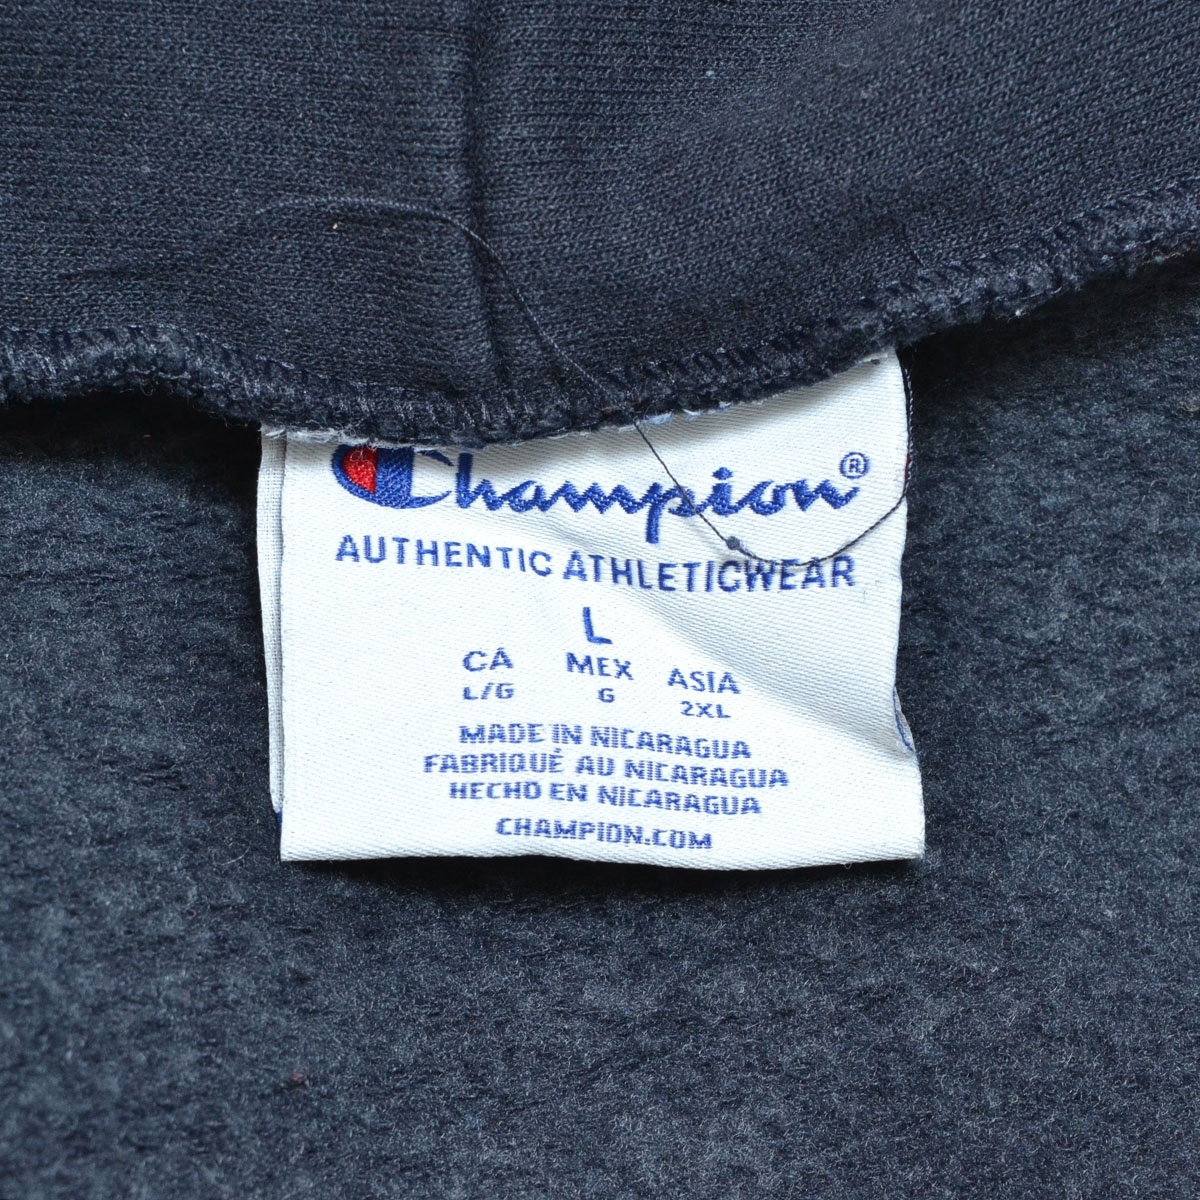 Champion®
AUTHENTIC ATHLETICWEAR
L
CA MEX ASIA
L/G G 2XL
MADE IN NICARAGUA
FABRIQUÉ AU NICARAGUA
HECHO EN NICARAGUA
CHAMPION.COM